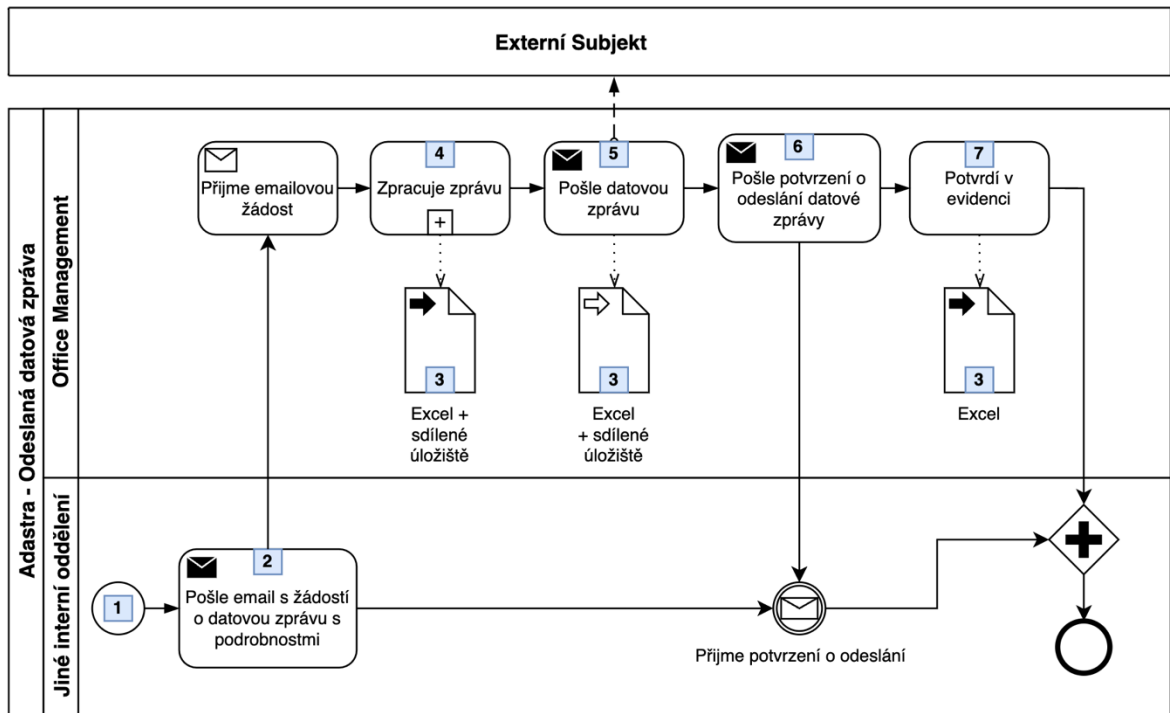 Externí Subjekt
Adastra - Odeslaná datová zpráva
Office Management
Přijme emailovou
žádost
4
Zpracuje zprávu
+
5
Pošle datovou
zprávu
6
Pošle potvrzení o
odeslání datové
zprávy
7
Potvrdí v
evidenci
3
Excel +
sdílené
úložiště
3
Excel
+ sdílené
úložiště
3
Excel
Jiné interní oddělení
1
2
Pošle email s žádostí
o datovou zprávu s
podrobnostmi
Přijme potvrzení o odeslání